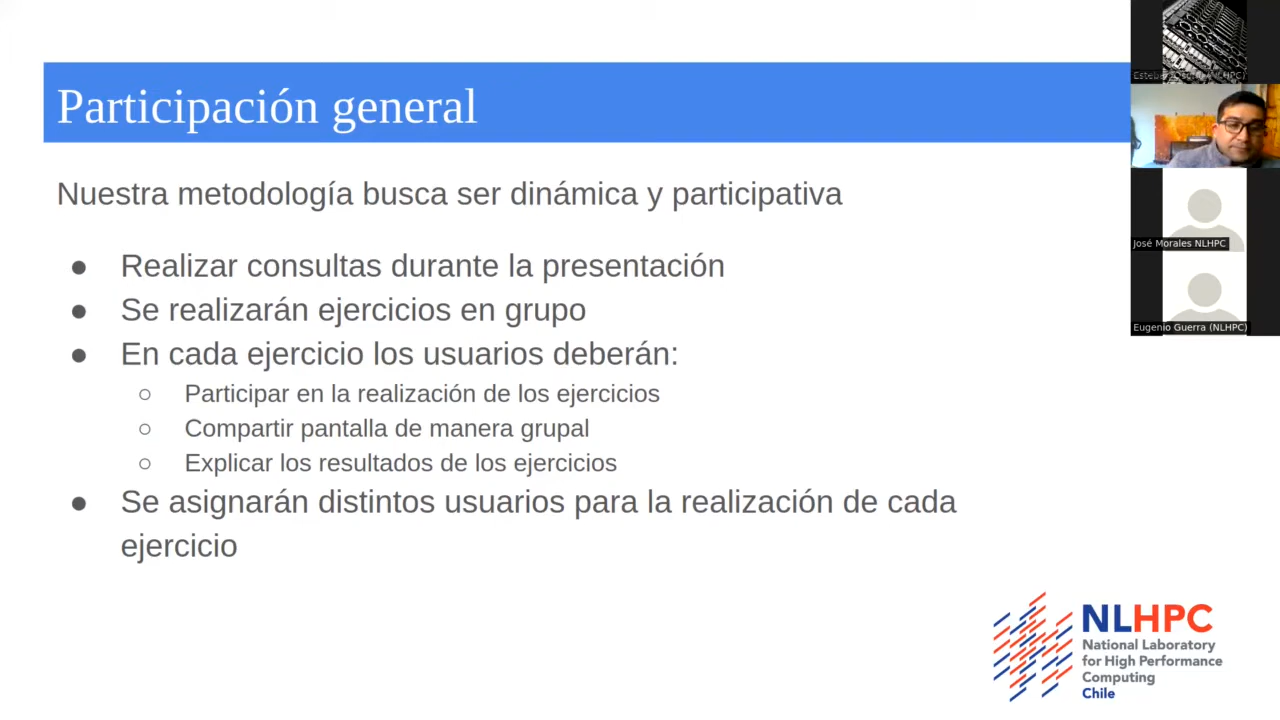 Participación general
Nuestra metodología busca ser dinámica y participativa
● Realizar consultas durante la presentación
● Se realizarán ejercicios en grupo
● En cada ejercicio los usuarios deberán:
○ Participar en la realización de los ejercicios
○ Compartir pantalla de manera grupal
○ Explicar los resultados de los ejercicios
● Se asignarán distintos usuarios para la realización de cada
ejercicio
(NLHPC)
José Morales NLHPC
Eugenio Guerra (NLHPC)
NLHPC
National Laboratory
for High Performance
Computing
Chile